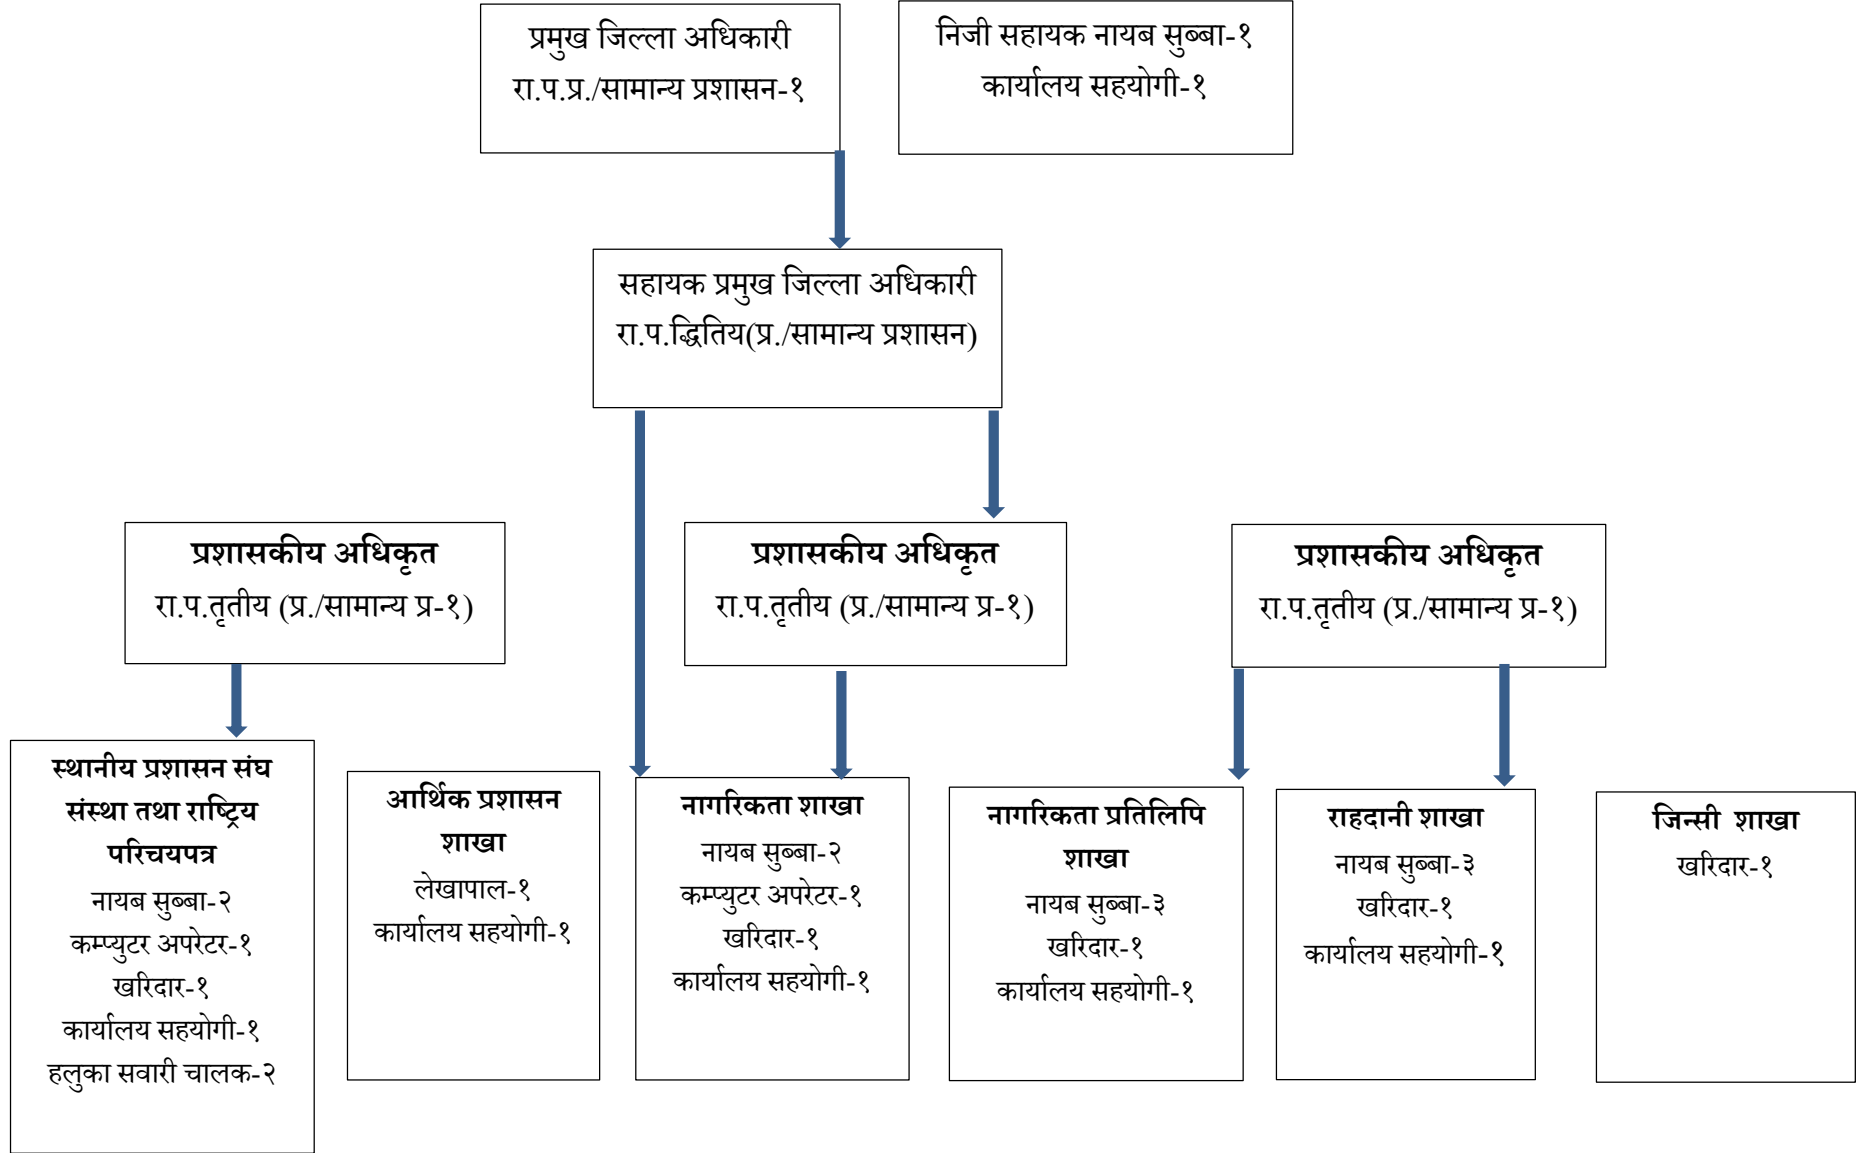 प्रमुख जिल्ला अधिकारी
रा.प.प्र./सामान्य प्रशासन-१
निजी सहायक नायब सुब्बा-१
कार्यालय सहयोगी-१
सहायक प्रमुख जिल्ला अधिकारी
रा.प.द्धितिय(प्र./सामान्य प्रशासन)
प्रशासकीय अधिकृत
रा.प.तृतीय (प्र./सामान्य प्र-१)
प्रशासकीय अधिकृत
रा.प.तृतीय (प्र./सामान्य प्र-१)
प्रशासकीय अधिकृत
रा.प.तृतीय (प्र./सामान्य प्र-१)
स्थानीय प्रशासन संघ
संस्था तथा राष्ट्रिय
परिचयपत्र
नायब सुब्बा-२
कम्प्युटर अपरेटर-१
खरिदार-१
कार्यालय सहयोगी-१
हलुका सवारी चालक-२
आर्थिक प्रशासन
शाखा
लेखापाल-१
कार्यालय सहयोगी-१
नागरिकता शाखा
नायब सुब्बा-२
कम्प्युटर अपरेटर-१
खरिदार-१
कार्यालय सहयोगी-१
नागरिकता प्रतिलिपि
शाखा
नायब सुब्बा-३
खरिदार-१
कार्यालय सहयोगी-१
राहदानी शाखा
नायब सुब्बा-३
खरिदार-१
कार्यालय सहयोगी-१
जिन्सी शाखा
खरिदार-१